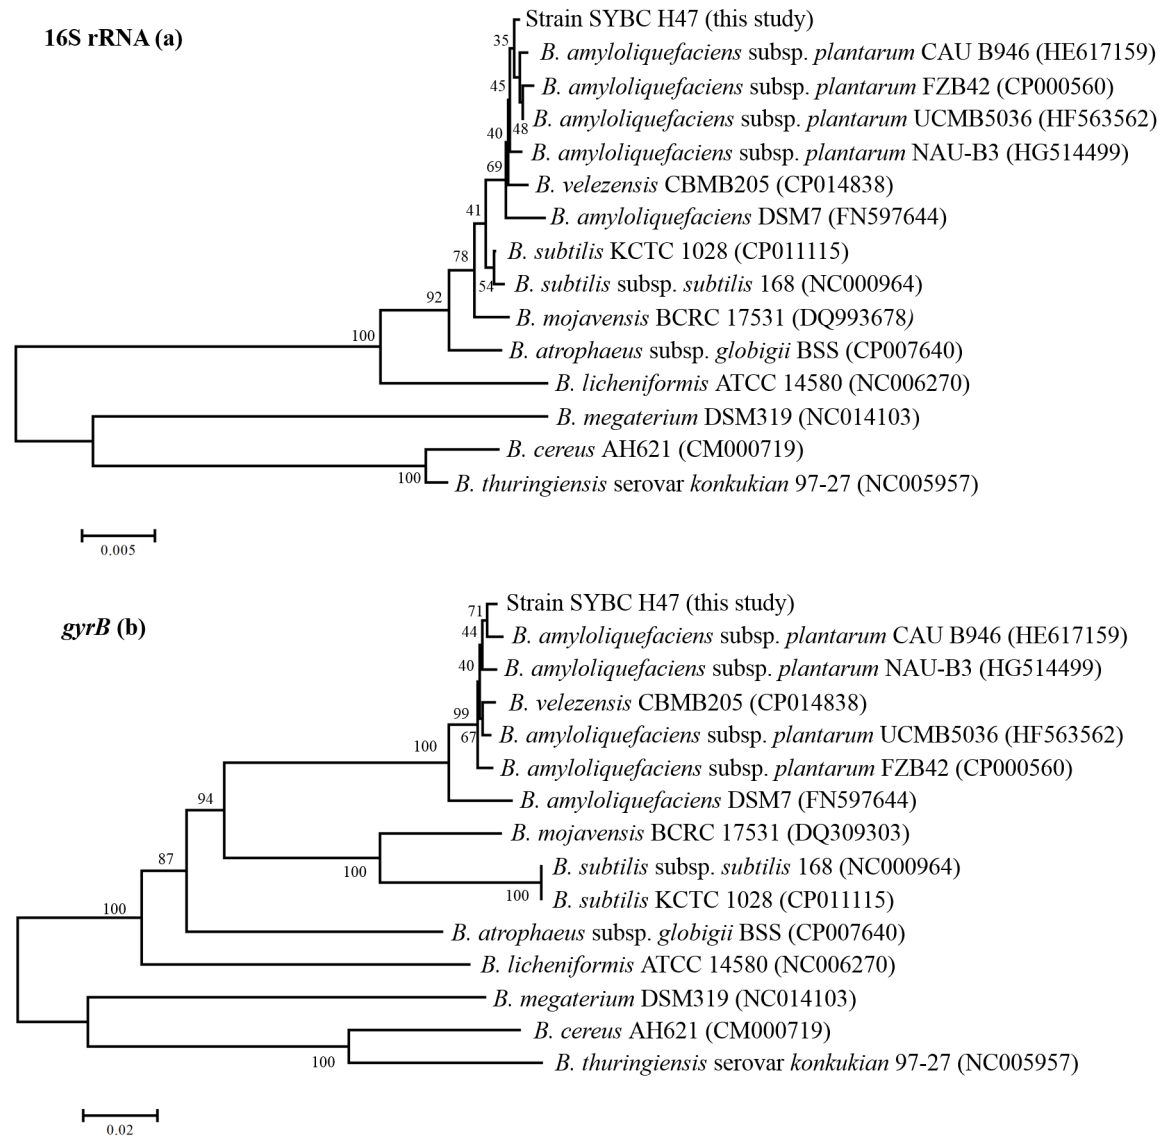 16S rRNA (a)
35
Strain SYBC H47 (this study)
B. amyloliquefaciens subsp. plantarum CAU B946 (HE617159)
45
B. amyloliquefaciens subsp. plantarum FZB42 (CP000560)
48
B. amyloliquefaciens subsp. plantarum UCMB5036 (HF563562)
40
B. amyloliquefaciens subsp. plantarum NAU-B3 (HG514499)
69
B. velezensis CBMB205 (CP014838)
41
B. amyloliquefaciens DSM7 (FN597644)
78
B. subtilis KCTC 1028 (CP011115)
54
B. subtilis subsp. subtilis 168 (NC000964)
92
B. mojavensis BCRC 17531 (DQ993678)
100
B. atrophaeus subsp. globigii BSS (CP007640)
B. licheniformis ATCC 14580 (NC006270)
B. megaterium DSM319 (NC014103)
B. cereus AH621 (CM000719)
100
B. thuringiensis serovar konkukian 97-27 (NC005957)
0.005
gyrB (b)
71
Strain SYBC H47 (this study)
44
B. amyloliquefaciens subsp. plantarum CAU B946 (HE617159)
40
B. amyloliquefaciens subsp. plantarum NAU-B3 (HG514499)
99
B. velezensis CBMB205 (CP014838)
67
B. amyloliquefaciens subsp. plantarum UCMB5036 (HF563562)
100
B. amyloliquefaciens subsp. plantarum FZB42 (CP000560)
94
B. amyloliquefaciens DSM7 (FN597644)
B. mojavensis BCRC 17531 (DQ309303)
87
100
B. subtilis subsp. subtilis 168 (NC000964)
100
B. subtilis KCTC 1028 (CP011115)
100
B. atrophaeus subsp. globigii BSS (CP007640)
B. licheniformis ATCC 14580 (NC006270)
B. megaterium DSM319 (NC014103)
B. cereus AH621 (CM000719)
100
B. thuringiensis serovar konkukian 97-27 (NC005957)
0.02